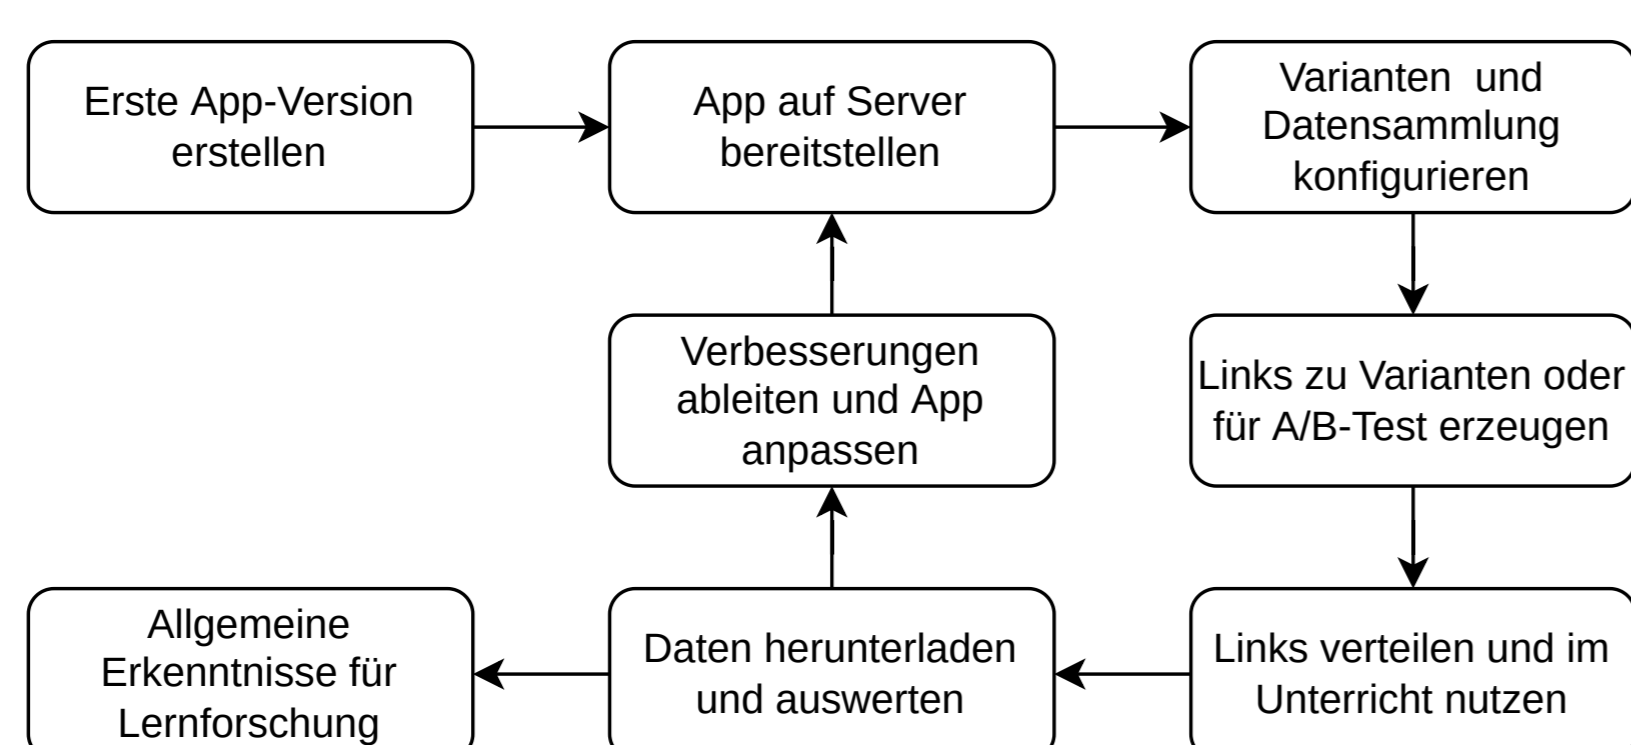 Erste App-Version
erstellen
App auf Server
bereitstellen
Varianten und
Datensammlung
konfigurieren
Verbesserungen
ableiten und App
anpassen
Links zu Varianten oder
für A/B-Test erzeugen
Allgemeine
Erkenntnisse für
Lernforschung
Daten herunterladen
und auswerten
Links verteilen und im
Unterricht nutzen